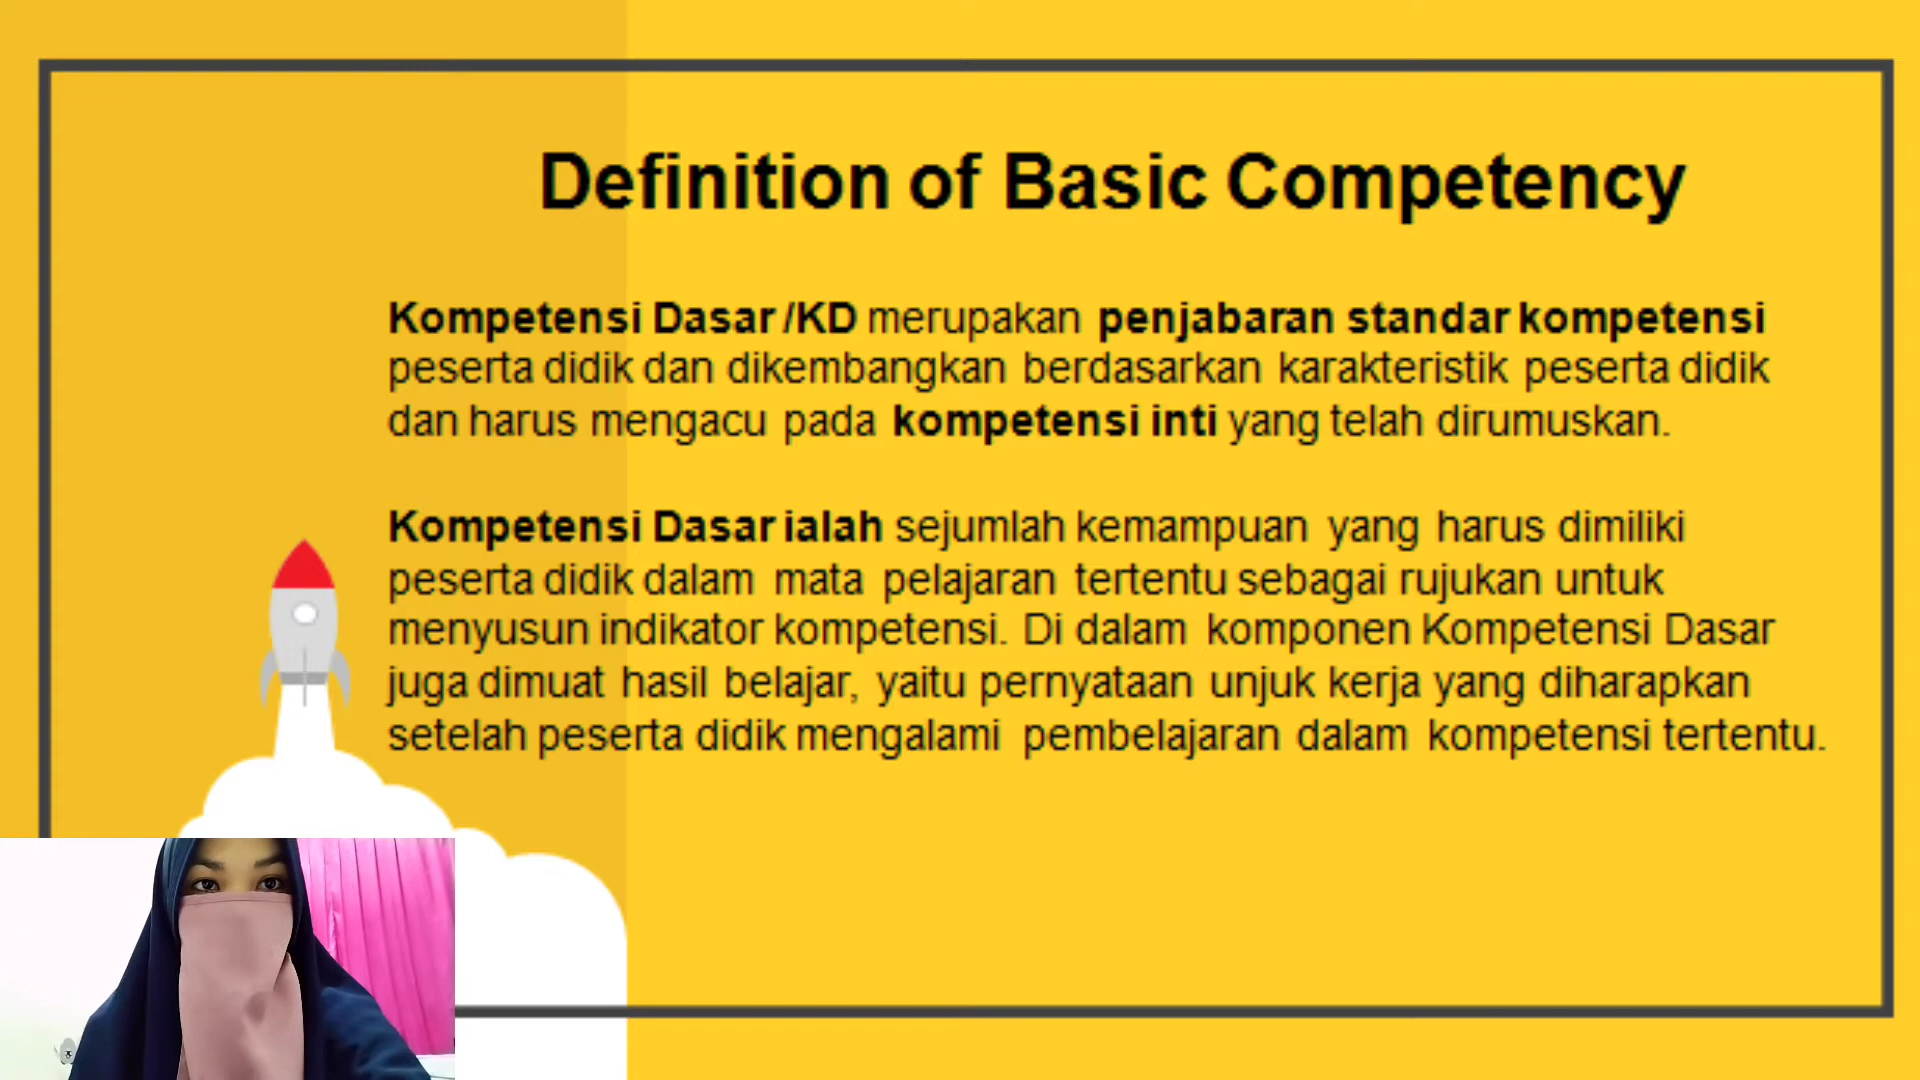 Definition of Basic Competency
Kompetensi Dasar /KD merupakan penjabaran standar kompetensi
peserta didik dan dikembangkan berdasarkan karakteristik peserta didik
dan harus mengacu pada kompetensi inti yang telah dirumuskan.
Kompetensi Dasar ialah sejumlah kemampuan yang harus dimiliki
peserta didik dalam mata pelajaran tertentu sebagai rujukan untuk
menyusun indikator kompetensi. Di dalam komponen Kompetensi Dasar
juga dimuat hasil belajar, yaitu pernyataan unjuk kerja yang diharapkan
setelah peserta didik mengalami pembelajaran dalam kompetensi tertentu.